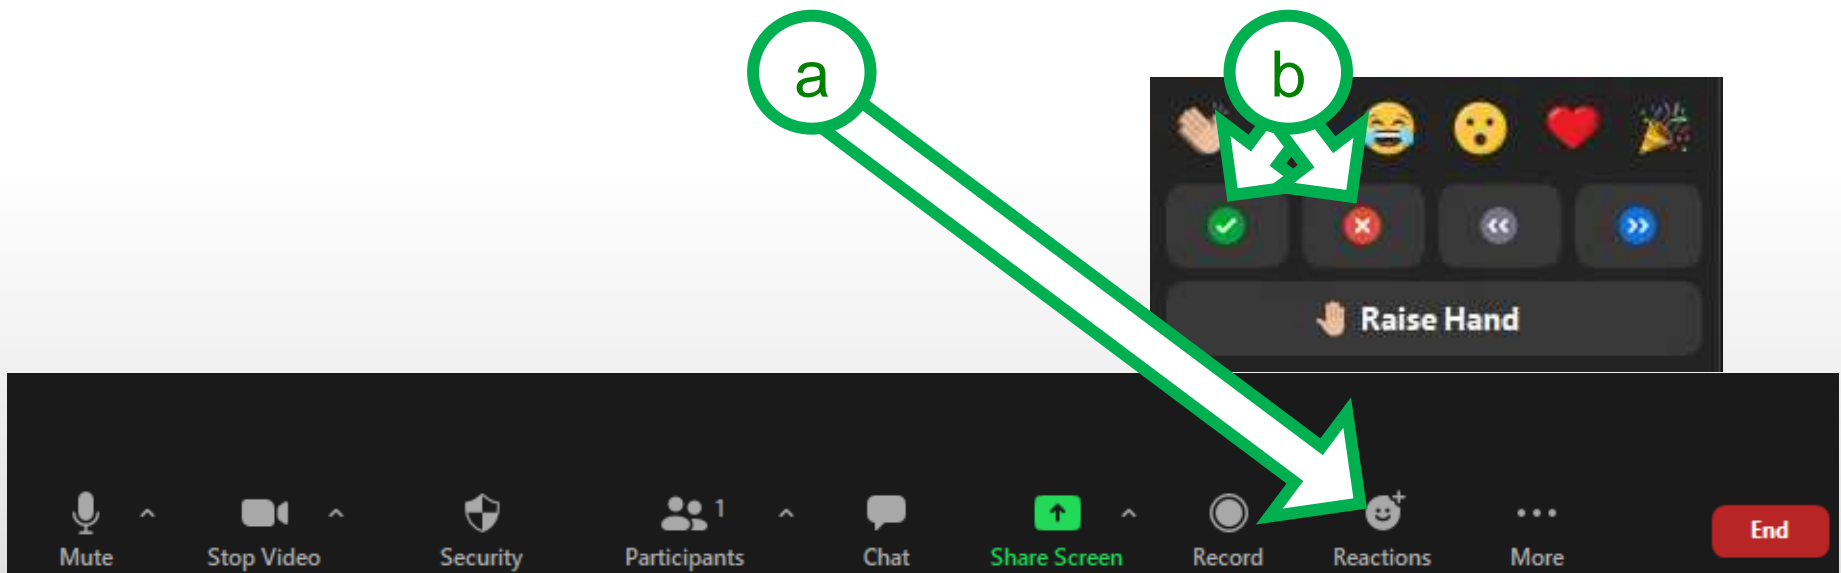 a
b
Raise Hand
1
Mute
Stop Video
Security
Participants
Chat
Share Screen
Record
Reactions
More
End